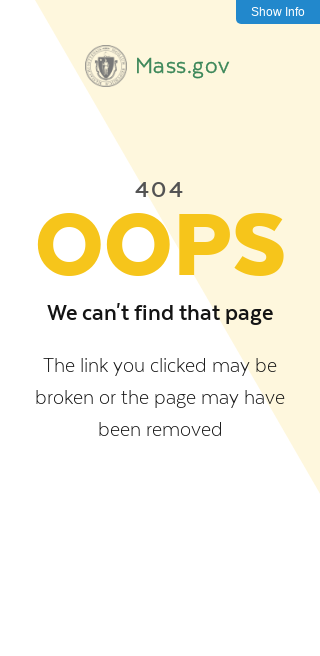 Show Info
Mass.gov
404
OOPS
We can't find that page
The link you clicked may be
broken or the page may have
been removed